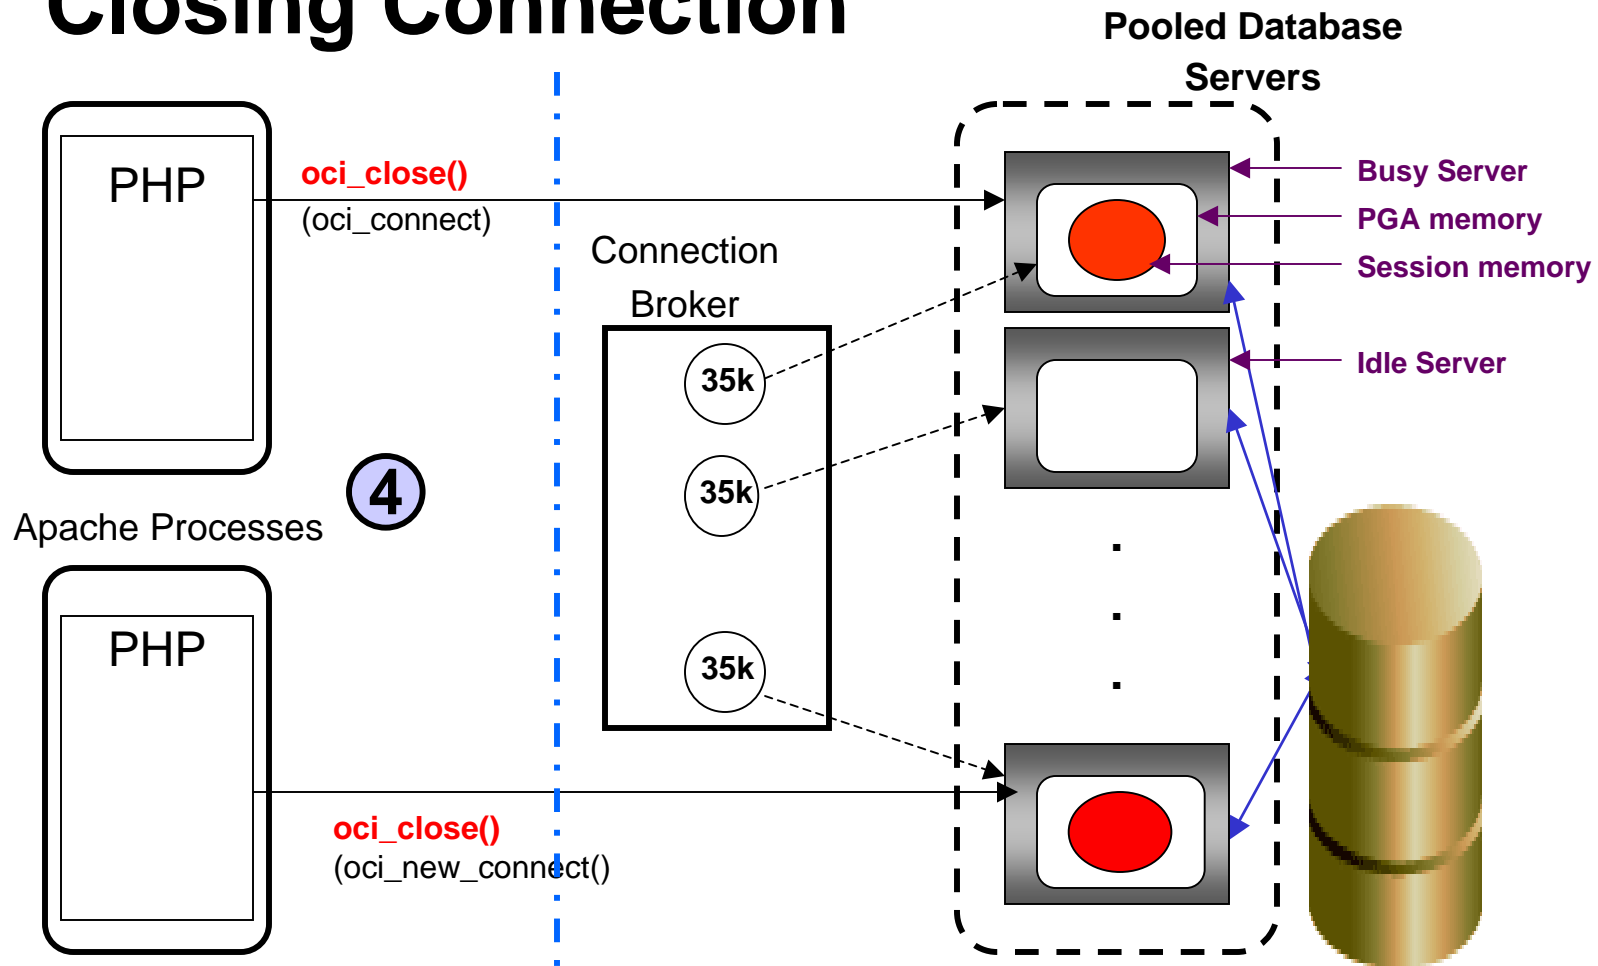 Closing Connection
Pooled Database
Servers
PHP
oci_close()
(oci_connect)
Busy Server
PGA memory
Session memory
Connection
Broker
35k
Idle Server
35k
4
Apache Processes
.
.
.
PHP
35k
oci_close()
(oci_new_connect()